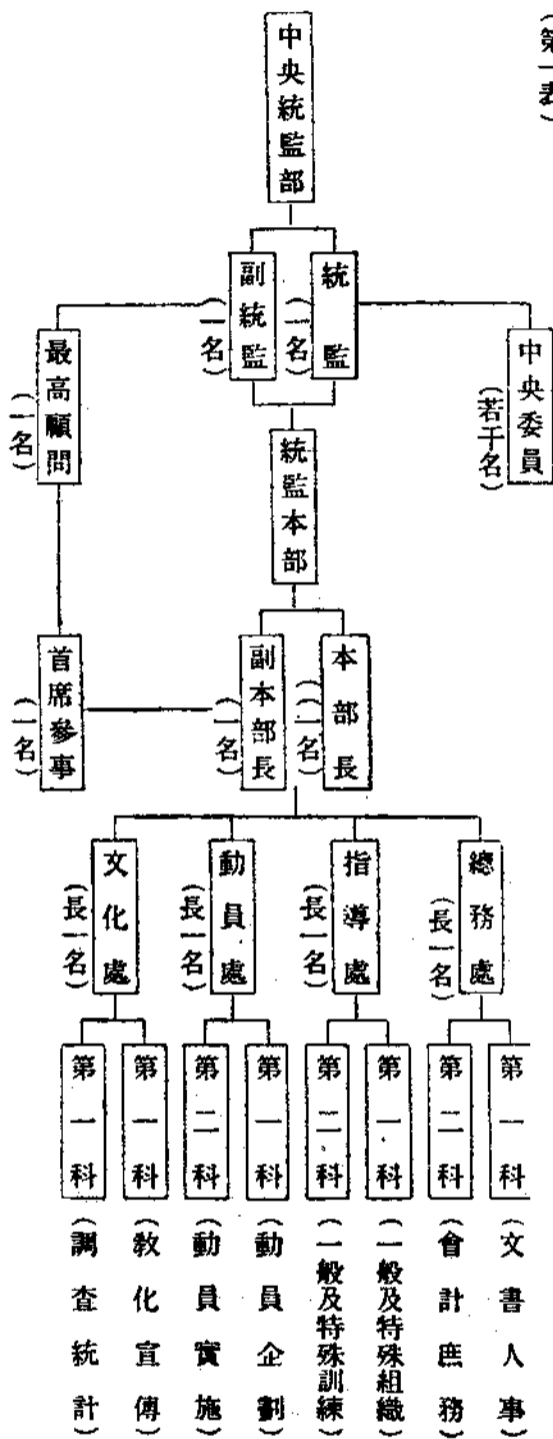 (第一表)
中央統監部
統監
(一名)
副統監
(一名)
中央委員
(若干名)
最高顧問
(一名)
統監本部
本部長
(一名)
副本部長
(一名)
首席參事
(一名)
總務處
(長一名)
指導處
(長一名)
動員處
(長一名)
文化處
(長一名)
第一科
(文書人事)
第二科
(會計庶務)
第一科
(一般及特殊組織)
第二科
(一般及特殊訓練)
第一科
(動員企劃)
第二科
(動員實施)
第一科
(教化宣傳)
第一科
(調查統計)